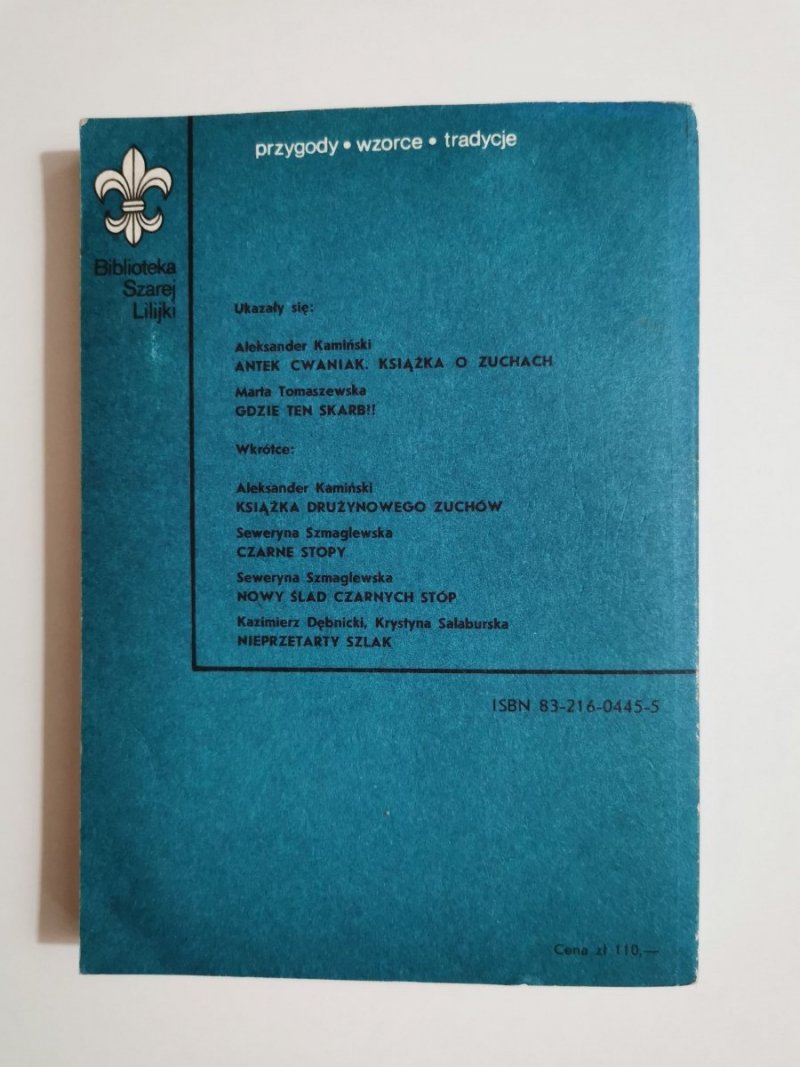 przygody • wzorce • tradycje
Biblioteka
Szarej
Lilijki
Ukazały się:
Aleksander Kamiński
ANTEK CWANIAK. KSIĄŻKA O ZUCHACH
Marta Tomaszewska
GDZIE TEN SKARB!!
Wkrótce:
Aleksander Kamiński
KSIĄŻKA DRUŻYNOWEGO ZUCHÓW
Seweryna Szmaglewska
CZARNE STOPY
Seweryna Szmaglewska
NOWY ŚLAD CZARNYCH STÓP
Kazimierz Dębnicki, Krystyna Salaburska
NIEPRZETARTY SZLAK
ISBN 83-216-0445-5
Cena zł 110,—